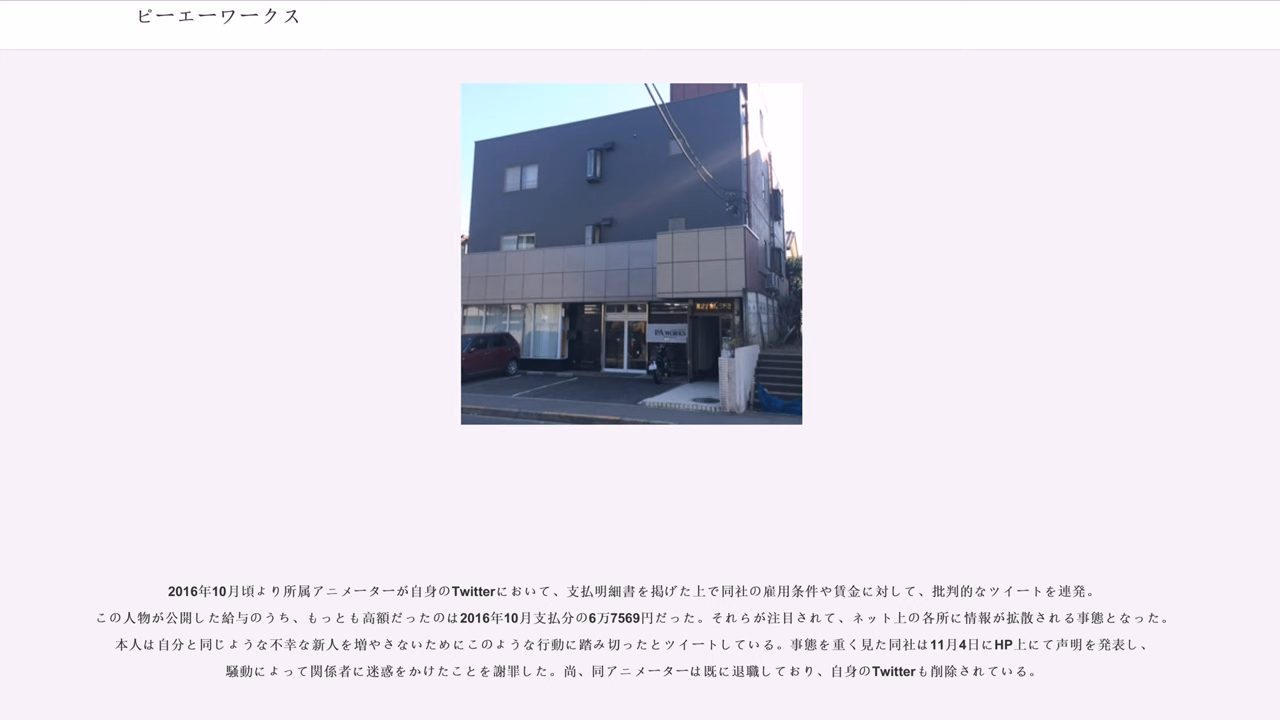 ピーエーワークス
PA WORKS
2016年10月頃より所属アニメーターが自身のTwitterにおいて、支払明細書を掲げた上で同社の雇用条件や賃金に対して、批判的なツイートを連発。
この人物が公開した給与のうち、もっとも高額だったのは2016年10月支払分の6万7569円だった。それらが注目されて、ネット上の各所に情報が拡散される事態となった。
本人は自分と同じような不幸な新人を増やさないためにこのような行動に踏み切ったとツイートしている。事態を重く見た同社は11月4日にHP上にて声明を発表し、
騒動によって関係者に迷惑をかけたことを謝罪した。尚、同アニメーターは既に退職しており、自身のTwitterも削除されている。